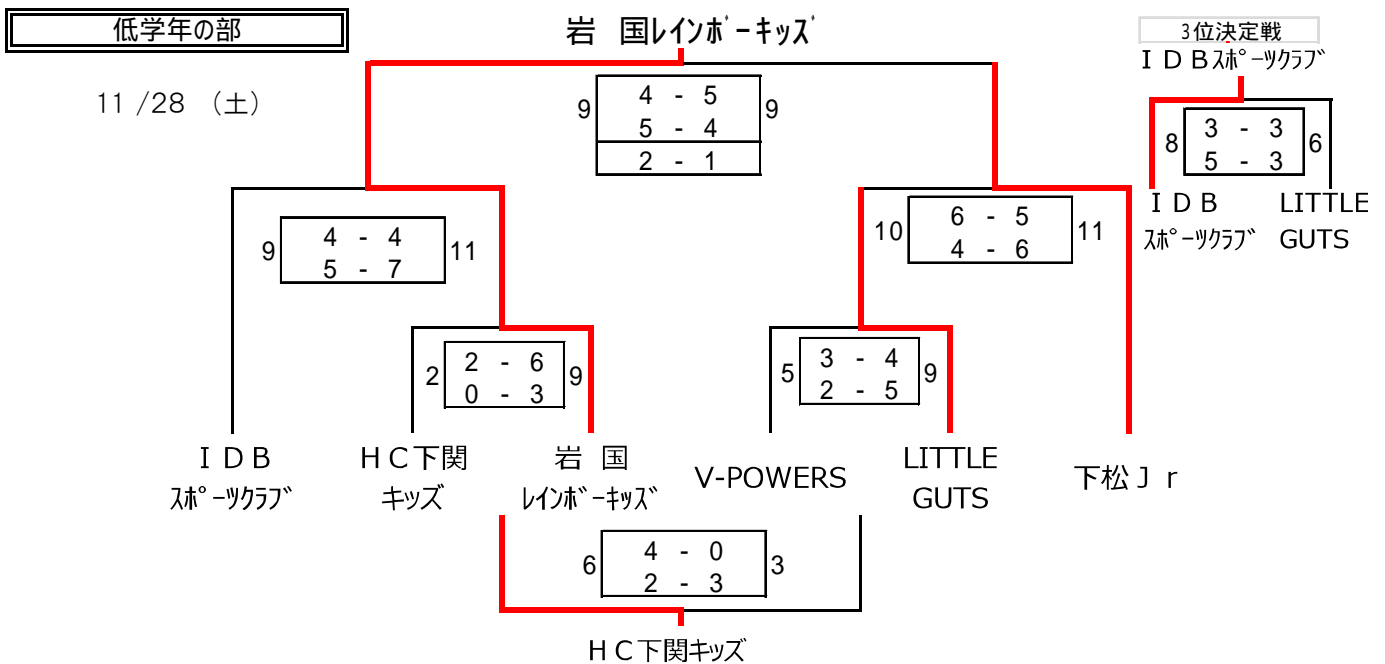 低学年の部
岩 国ﾚｲﾝﾎﾞｰｷｯｽﾞ
3位決定戦
ＩＤＢｽﾎﾟｰﾂｸﾗﾌﾞ
11 /28 （土）
9 4 - 5 9
5 - 4
2 - 1
8 3 - 3 6
5 - 3
ＩＤＢ
ｽﾎﾟｰﾂｸﾗﾌﾞ
LITTLE
GUTS
9 4 - 4 11
5 - 7
10 6 - 5 11
4 - 6
2 2 - 6 9
0 - 3
5 3 - 4 9
2 - 5
ＩＤＢ
ｽﾎﾟｰﾂｸﾗﾌﾞ
ＨＣ下関
ｷｯｽﾞ
岩 国
ﾚｲﾝﾎﾞｰｷｯｽﾞ
V-POWERS
LITTLE
GUTS
下松Ｊｒ
6 4 - 0 3
2 - 3
ＨＣ下関ｷｯｽﾞ